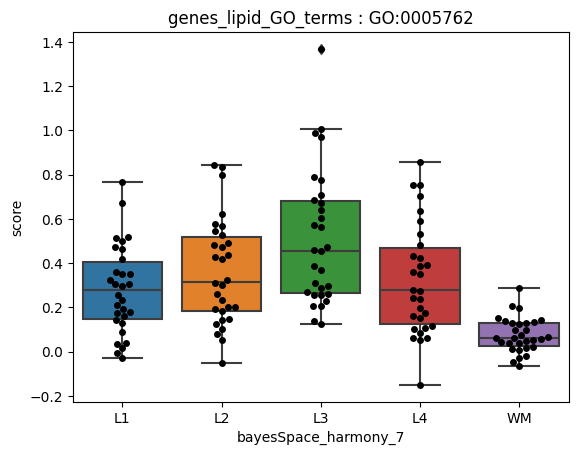 genes_lipid_GO_terms : GO:0005762
1.4
1.2
1.0
0.8
0.6
0.4
0.2
0.0
−0.2
score
L1 L2 L3 L4 WM
bayesSpace_harmony_7